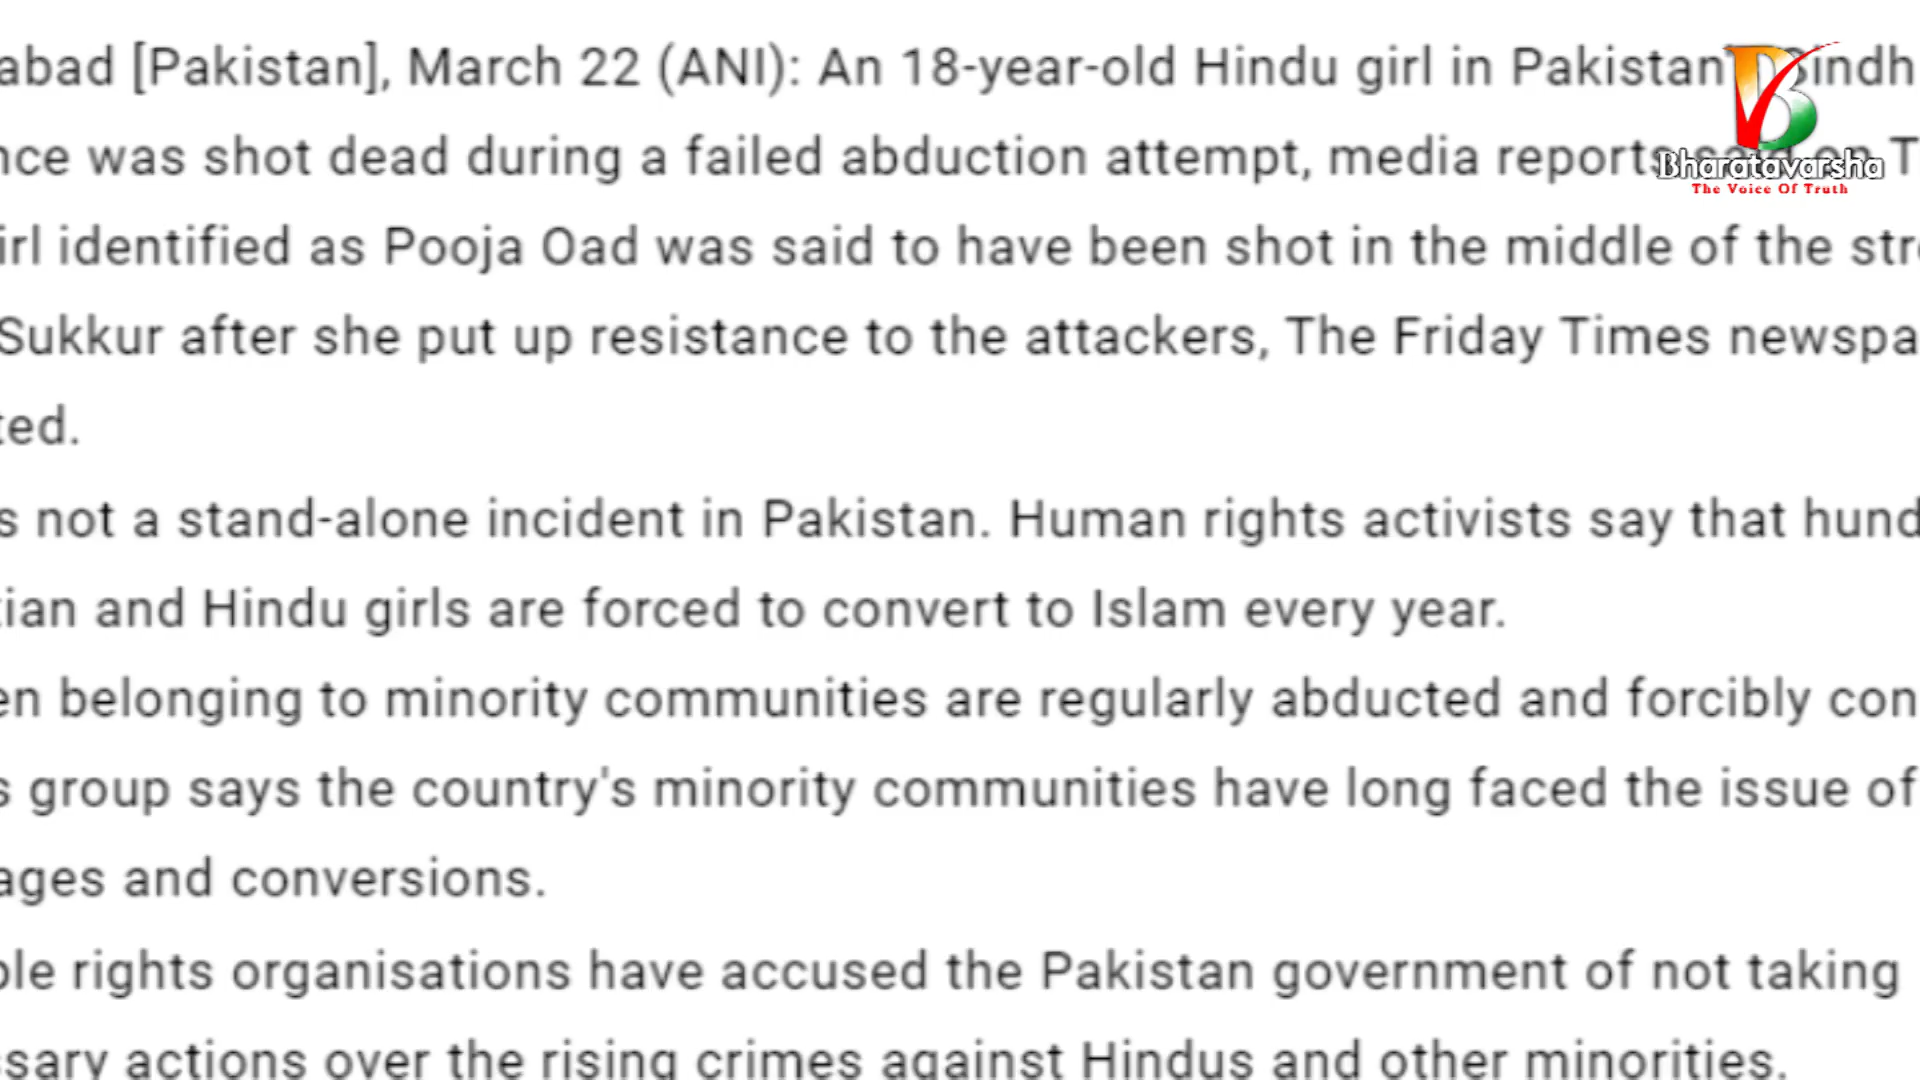 abad [Pakistan], March 22 (ANI): An 18-year-old Hindu girl in Pakistan Sindh
nce was shot dead during a failed abduction attempt, media reports said on T
irl identified as Pooja Oad was said to have been shot in the middle of the stre
Sukkur after she put up resistance to the attackers, The Friday Times newspa
ted.
s not a stand-alone incident in Pakistan. Human rights activists say that hund
tian and Hindu girls are forced to convert to Islam every year.
en belonging to minority communities are regularly abducted and forcibly con
s group says the country's minority communities have long faced the issue of
ages and conversions.
ole rights organisations have accused the Pakistan government of not taking
ssary actions over the rising crimes against Hindus and other minorities.
Bharatavarsha
The Voice Of Truth